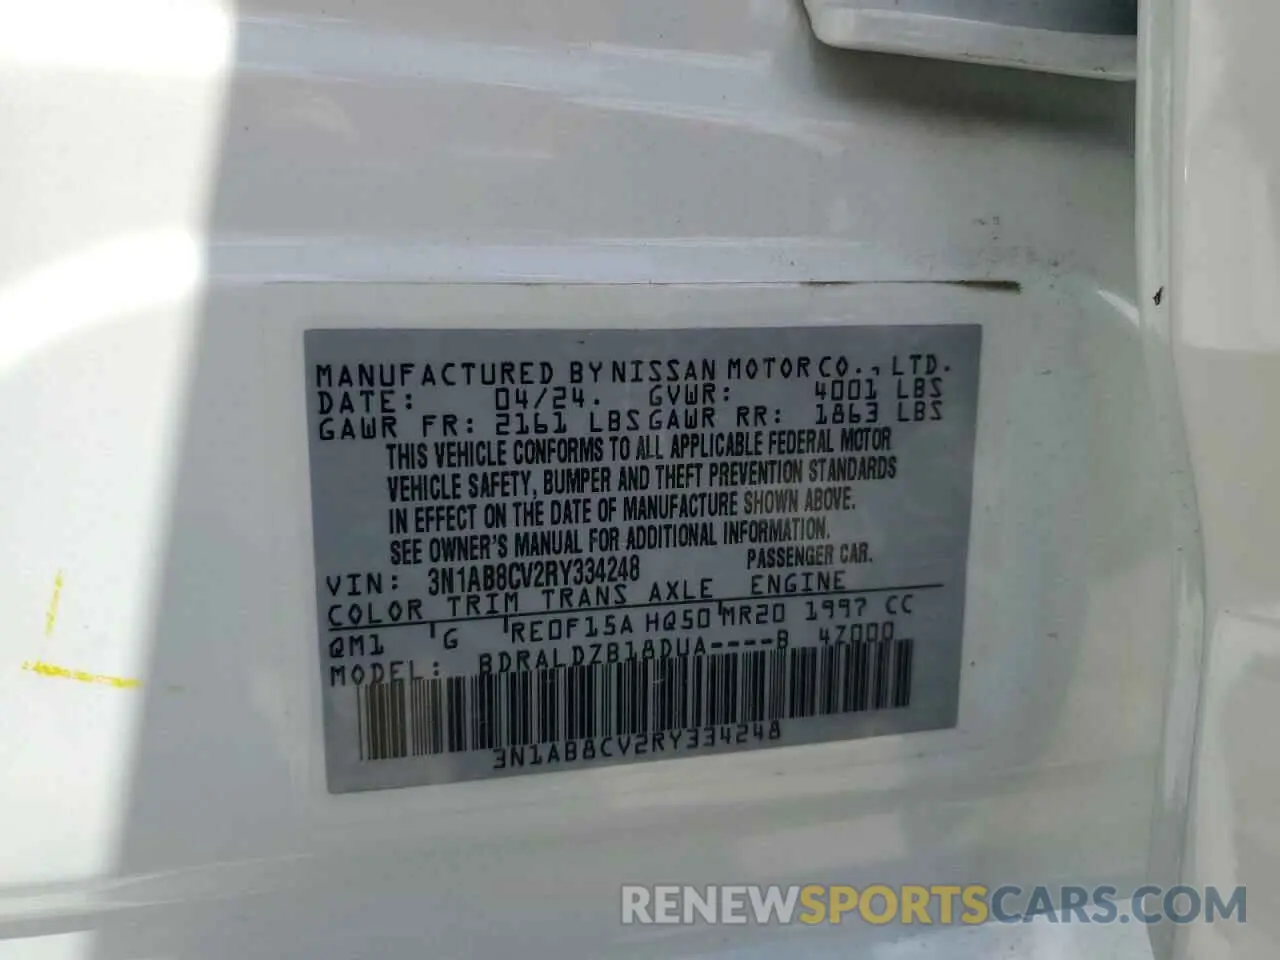 MANUFACTURED BY NISSAN MOTOR CO., LTD.
DATE: 04/24. GVWR: 4001 LBS
GAWR FR: 2161 LBS GAWR RR: 1863 LBS
THIS VEHICLE CONFORMS TO ALL APPLICABLE FEDERAL MOTOR
VEHICLE SAFETY, BUMPER AND THEFT PREVENTION STANDARDS
IN EFFECT ON THE DATE OF MANUFACTURE SHOWN ABOVE.
SEE OWNER'S MANUAL FOR ADDITIONAL INFORMATION.
VIN: 3N1AB8CV2RY334248 PASSENGER CAR.
COLOR TRIM TRANS AXLE ENGINE
QM1 G RE0F15A HQ50 MR20 1997 CC
MODEL: BDRALDZB18DUA----B 47000
3N1AB8CV2RY334248
RENEWSPORTSCARS.COM